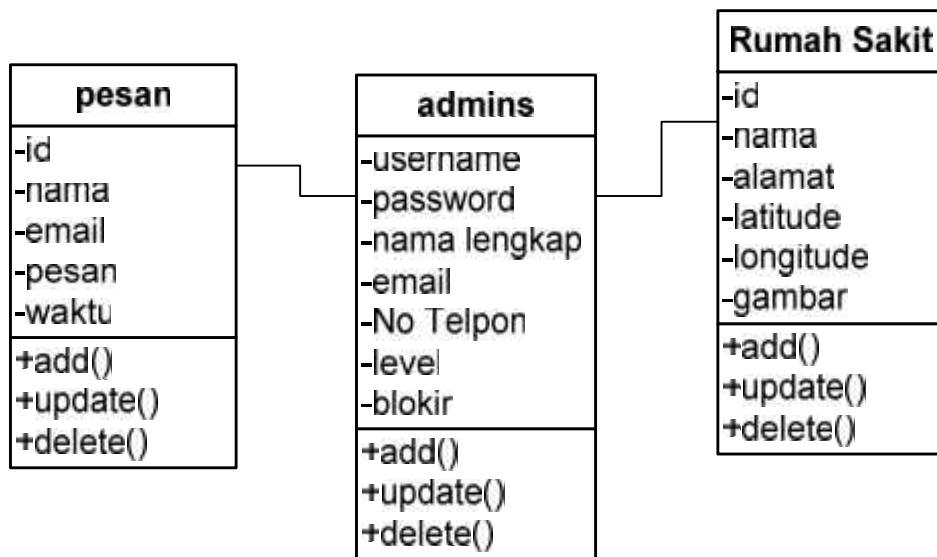 pesan
-id
-nama
-email
-pesan
-waktu
+add()
+update()
+delete()
admins
-username
-password
-nama lengkap
-email
-No Telpon
-level
-blokir
+add()
+update()
+delete()
Rumah Sakit
-id
-nama
-alamat
-latitude
-longitude
-gambar
+add()
+update()
+delete()